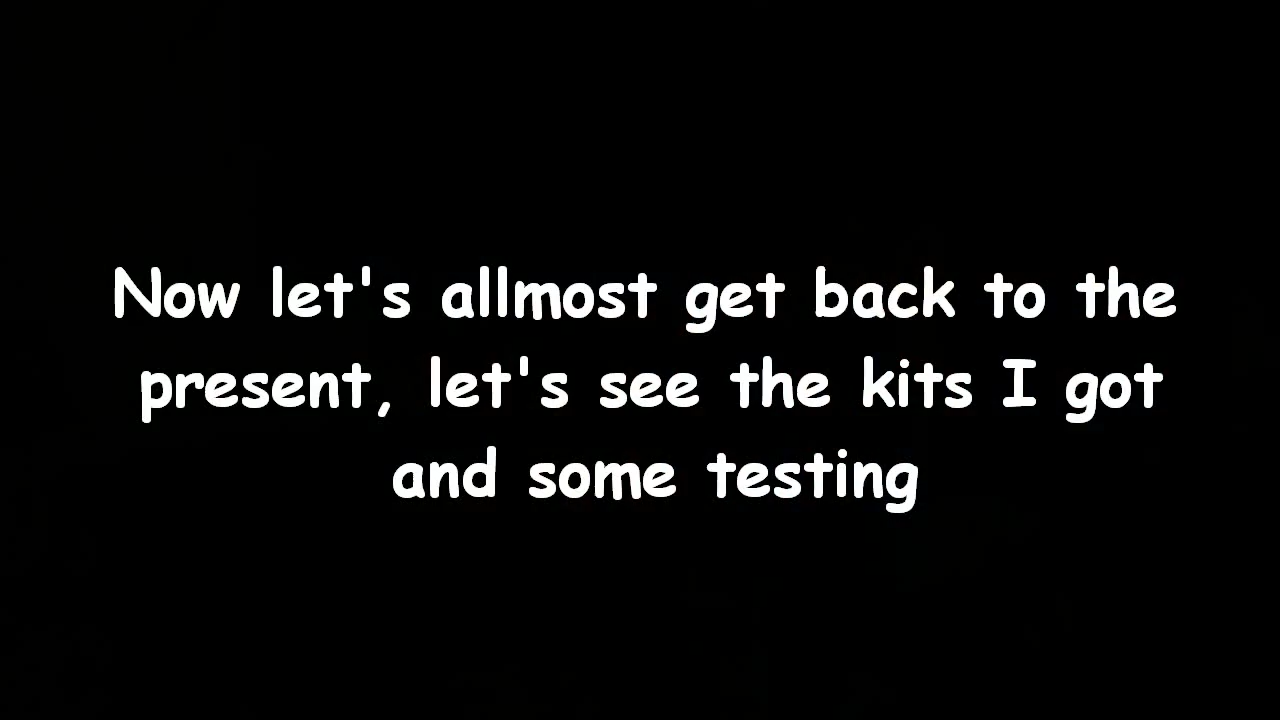 Now let's allmost get back to the
present, let's see the kits I got
and some testing